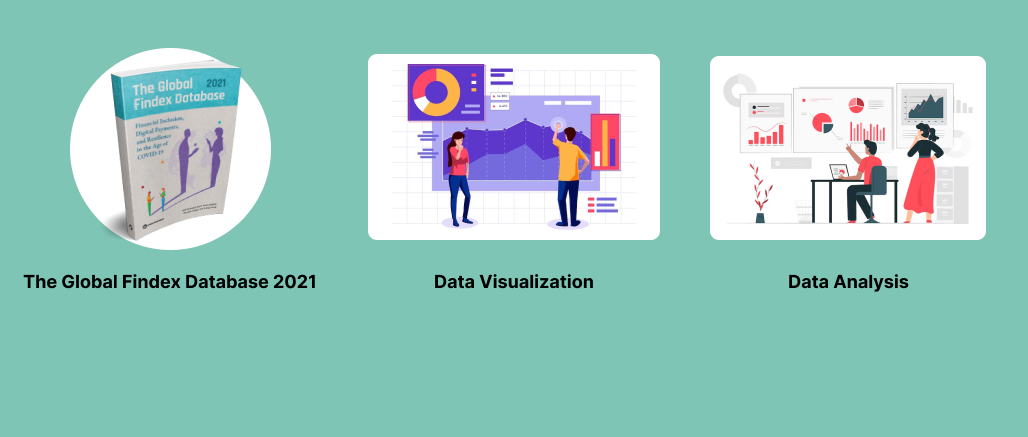 The Global 2021
Findex Database
Financial Inclusion,
Digital Payments,
and Resilience
in the Age of
COVID-19
The Global Findex Database 2021
Data Visualization
Data Analysis